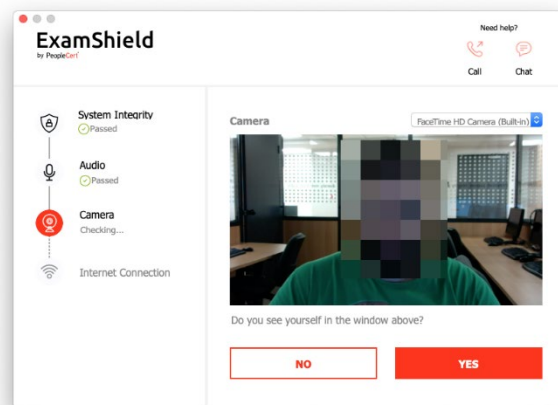 Need help?
ExamShield
by PeopleCert
Call
Chat
System Integrity
Passed
Audio
Passed
Camera
Checking...
Internet Connection
Camera
FaceTime HD Camera (Built-in)
Do you see yourself in the window above?
NO
YES